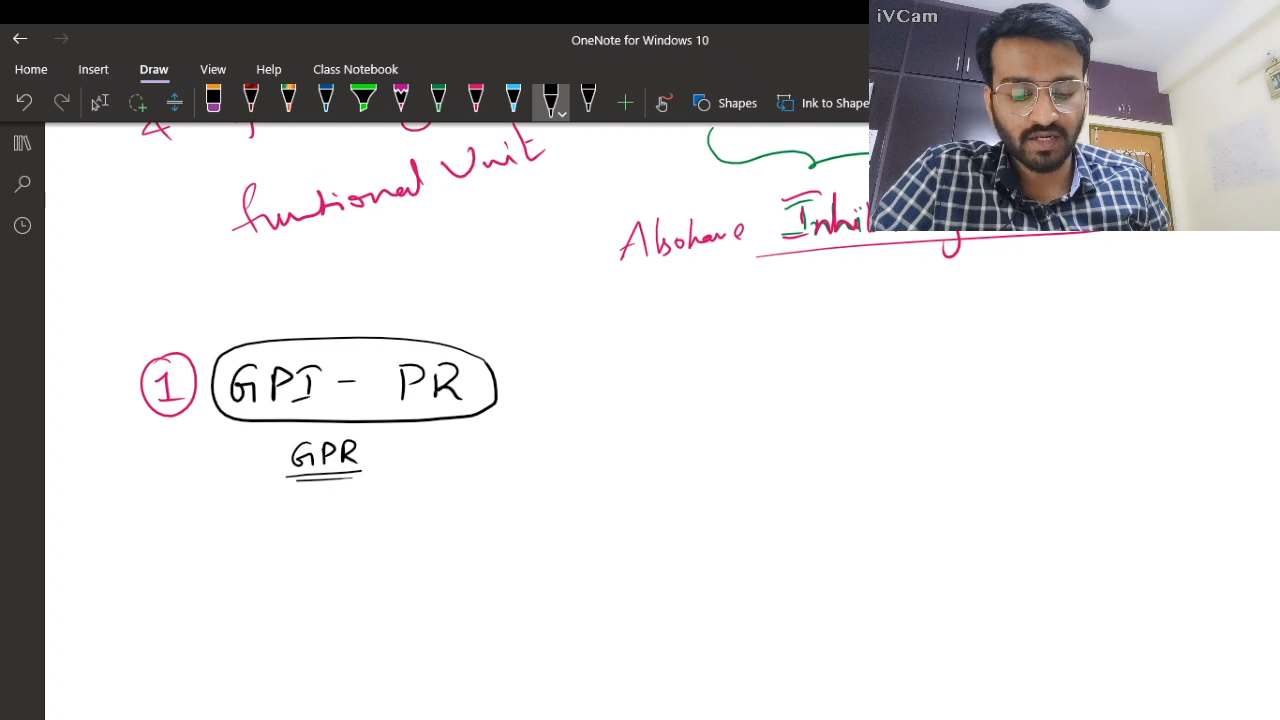 iVCam
OneNote for Windows 10
Home Insert Draw View Help Class Notebook
Shapes Ink to Shape
functional Unit
Inhi
1 GPI - PR
GPR